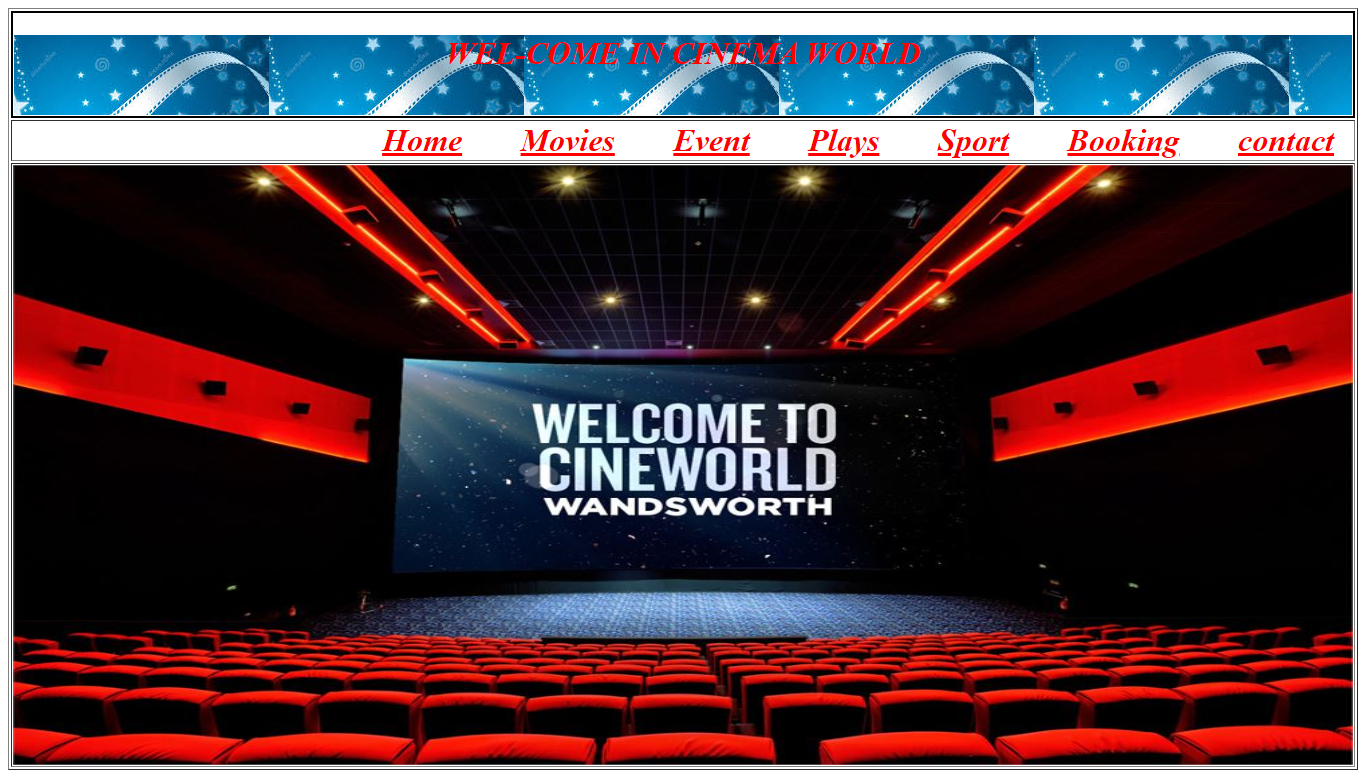 WEL-COME IN CINEMA WORLD
Home Movies Event Plays Sport Booking contact
WELCOME TO
CINEWORLD
WANDSWORTH